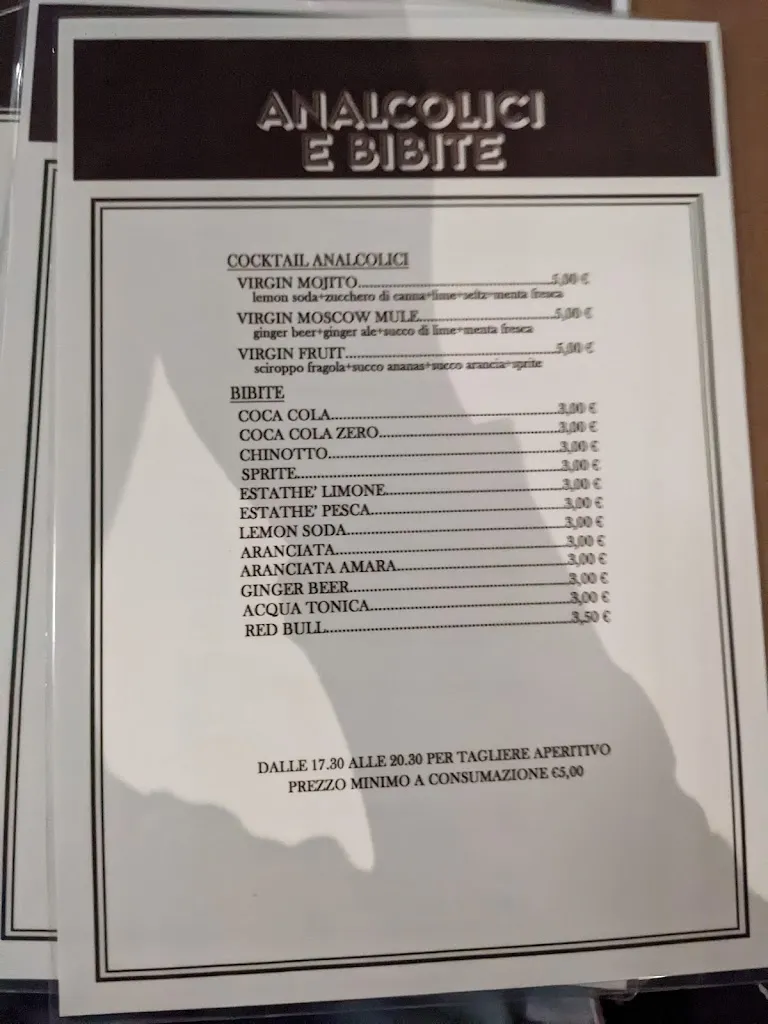 ANALCOLICI
E BIBITE
COCKTAIL ANALCOLICI
VIRGIN MOJITO...5,00 €
lemon soda+zucchero di canna+lime+seltz+menta fresca
VIRGIN MOSCOW MULE...5,00 €
ginger beer+ginger ale+succo di lime+menta fresca
VIRGIN FRUIT...5,00 €
sciroppo fragola+succo ananas+succo arancia+sprite
BIBITE
COCA COLA...3,00 €
COCA COLA ZERO...3,00 €
CHINOTTO...3,00 €
SPRITE...3,00 €
ESTATHE' LIMONE...3,00 €
ESTATHE' PESCA...3,00 €
LEMON SODA...3,00 €
ARANCIATA...3,00 €
ARANCIATA AMARA...3,00 €
GINGER BEER...3,00 €
ACQUA TONICA...3,00 €
RED BULL...3,50 €
DALLE 17.30 ALLE 20.30 PER TAGLIERE APERITIVO
PREZZO MINIMO A CONSUMAZIONE €5,00